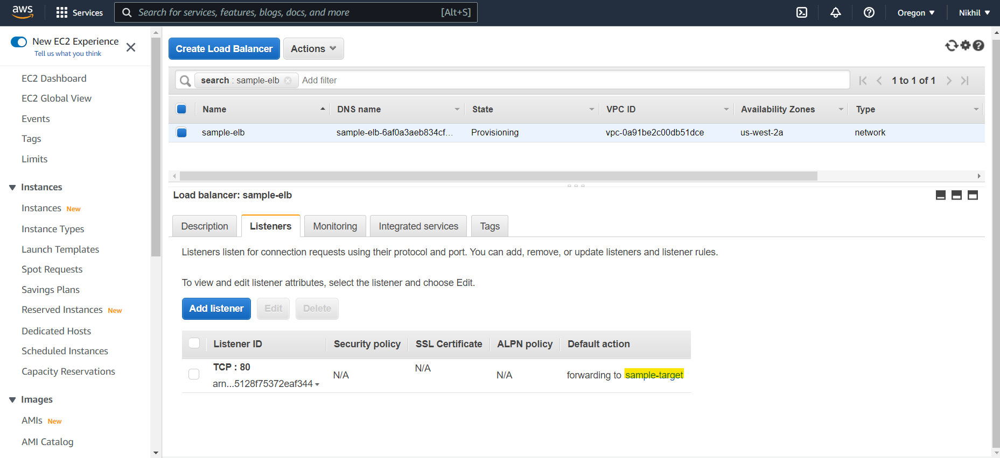 aws Services Search for services, features, blogs, docs, and more [Alt+S] Oregon Nikhil
New EC2 Experience
Tell us what you think
EC2 Dashboard
EC2 Global View
Events
Tags
Limits
Instances
Instances New
Instance Types
Launch Templates
Spot Requests
Savings Plans
Reserved Instances New
Dedicated Hosts
Scheduled Instances
Capacity Reservations
Images
AMIs New
AMI Catalog
Create Load Balancer Actions
search : sample-elb Add filter 1 to 1 of 1
Name DNS name State VPC ID Availability Zones Type
sample-elb sample-elb-6af0a3aeb834cf... Provisioning vpc-0a91be2c00db51dce us-west-2a network
Load balancer: sample-elb
Description Listeners Monitoring Integrated services Tags
Listeners listen for connection requests using their protocol and port. You can add, remove, or update listeners and listener rules.
To view and edit listener attributes, select the listener and choose Edit.
Add listener Edit Delete
Listener ID Security policy SSL Certificate ALPN policy Default action
TCP : 80
arn...5128f75372eaf344 N/A N/A N/A forwarding to sample-target